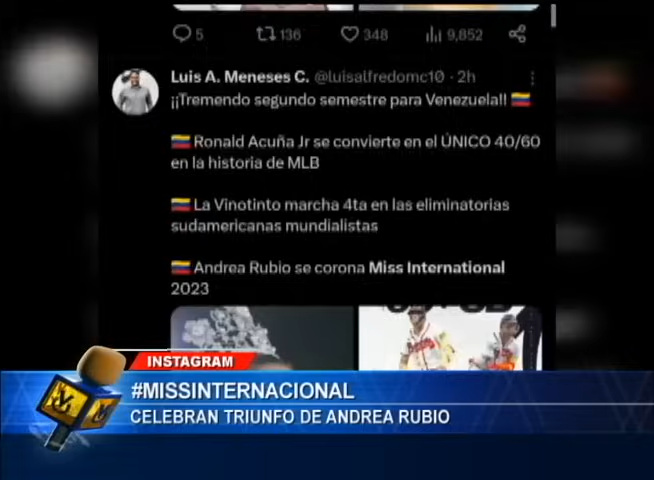 5 136 348 9,852
Luis A. Meneses C. @luisalfredomc10 · 2h
¡¡Tremendo segundo semestre para Venezuela!!
Ronald Acuña Jr se convierte en el ÚNICO 40/60
en la historia de MLB
La Vinotinto marcha 4ta en las eliminatorias
sudamericanas mundialistas
Andrea Rubio se corona Miss International
2023
INSTAGRAM
#MISSINTERNACIONAL
CELEBRAN TRIUNFO DE ANDREA RUBIO